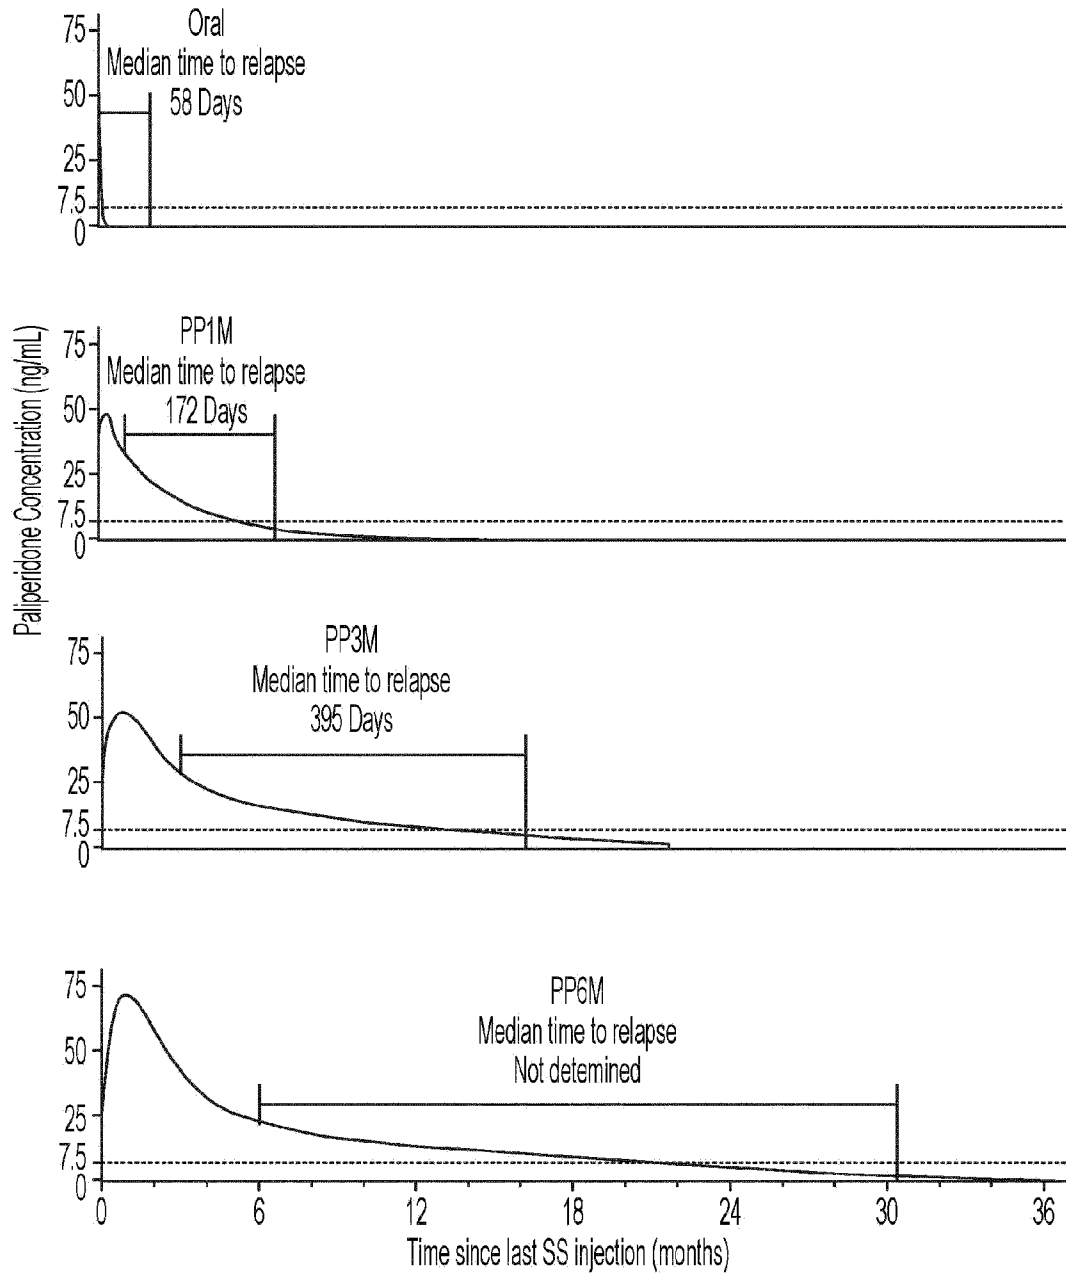 Paliperidone Concentration (ng/mL)
75
50
25
7.5
0
Oral
Median time to relapse
58 Days
75
50
25
7.5
0
PP1M
Median time to relapse
172 Days
75
50
25
7.5
0
PP3M
Median time to relapse
395 Days
75
50
25
7.5
0
PP6M
Median time to relapse
Not detemined
0 6 12 18 24 30 36
Time since last SS injection (months)